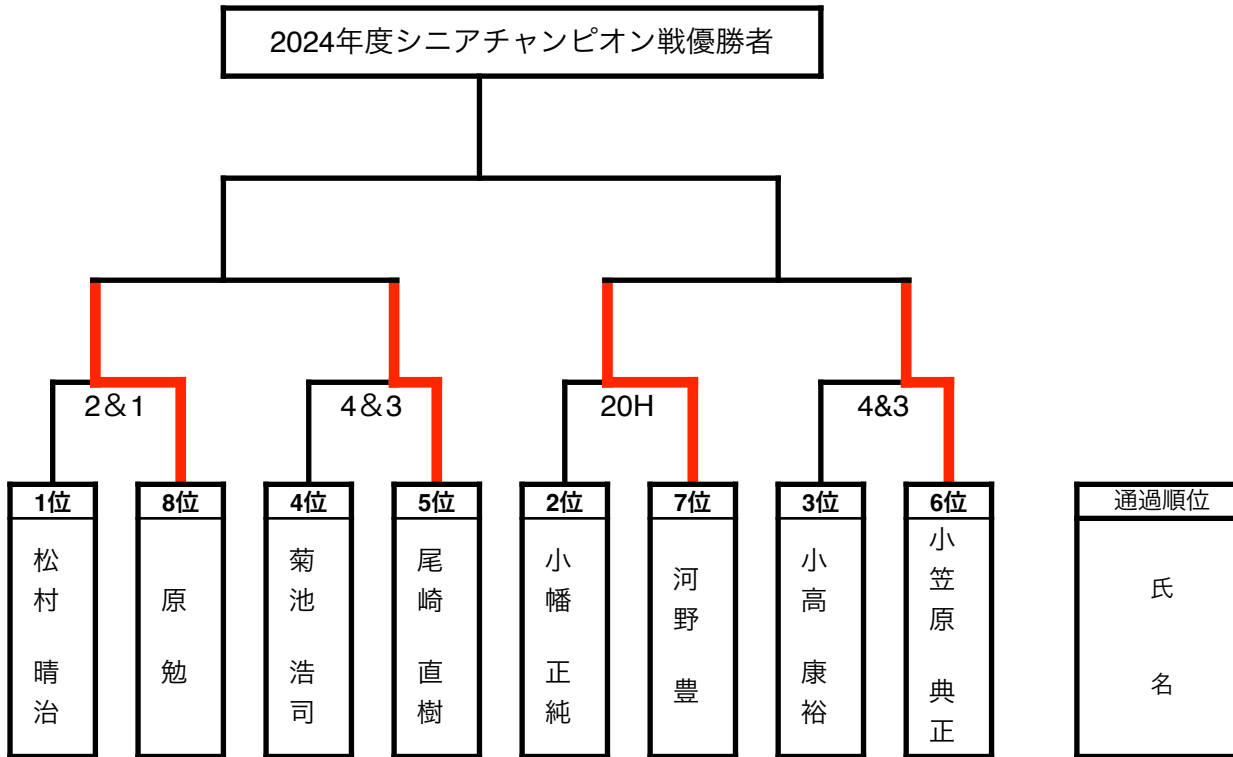 2024年度シニアチャンピオン戦優勝者
2＆1
4＆3
20H
4&3
1位
8位
4位
5位
2位
7位
3位
6位
通過順位
松村 晴治
原 勉
菊池 浩司
尾崎 直樹
小幡 正純
河野 豊
小高 康裕
小笠原 典正
氏名